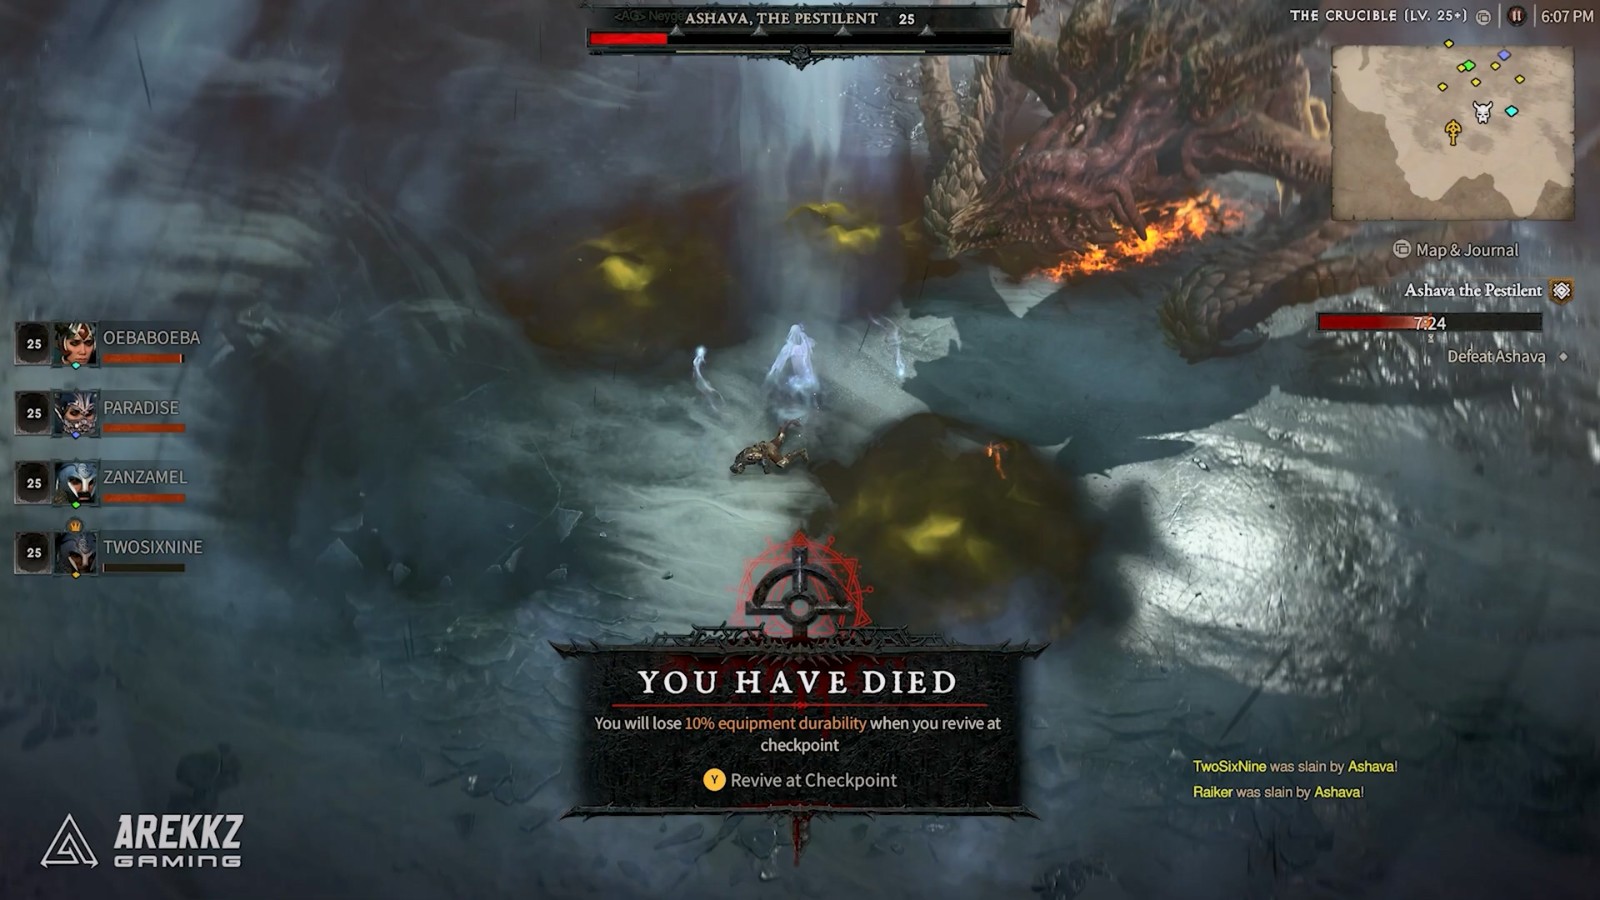 ASHAVA, THE PESTILENT 25
THE CRUCIBLE (LV. 25+) 6:07 PM
Map & Journal
Ashava the Pestilent
7:24
Defeat Ashava
25 OEBABOEBA
25 PARADISE
25 ZANZAMEL
25 TWOSIXNINE
YOU HAVE DIED
You will lose 10% equipment durability when you revive at
checkpoint
Y Revive at Checkpoint
TwoSixNine was slain by Ashava!
Raiker was slain by Ashava!
AREKKZ
GAMING